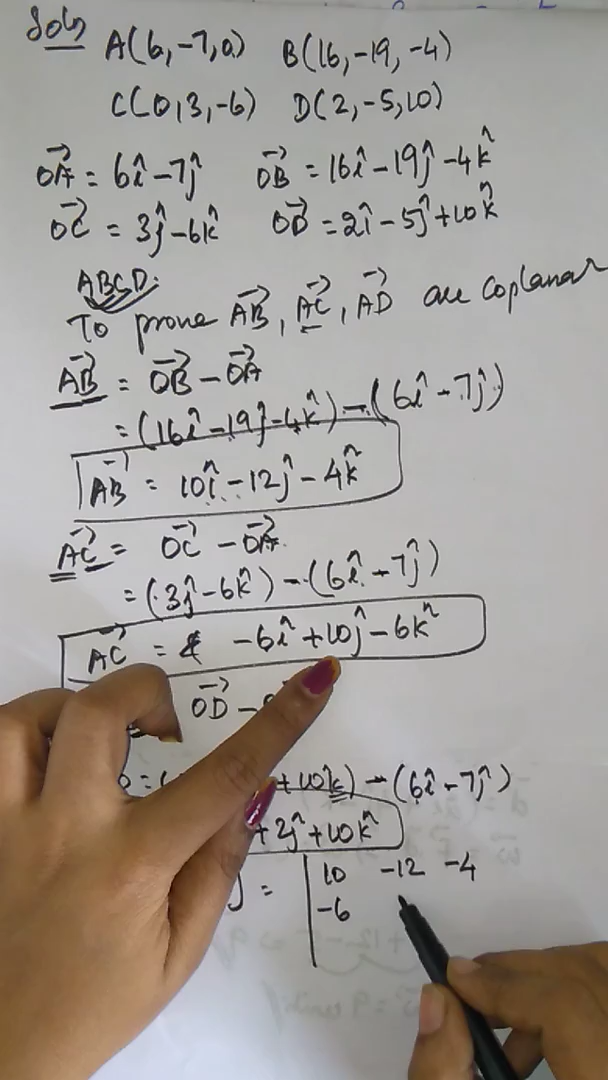 Soln A(6,-7,0) B(16,-19,-4)
C(0,3,-6) D(2,-5,10)
OA = 6î-7ĵ OB = 16î-19ĵ-4k̂
OC = 3ĵ-6k̂ OD = 2î-5ĵ+10k̂
ABCD:
To prove AB, AC, AD are coplanar
AB = OB - OA
= (16î-19ĵ-4k̂) - (6î-7ĵ)
AB = 10î-12ĵ-4k̂
AC = OC - OA
= (3ĵ-6k̂) - (6î-7ĵ)
AC = -6î+10ĵ-6k̂
OD -
+10k) - (6î-7ĵ)
+2ĵ+10k̂
] = | 10 -12 -4
-6